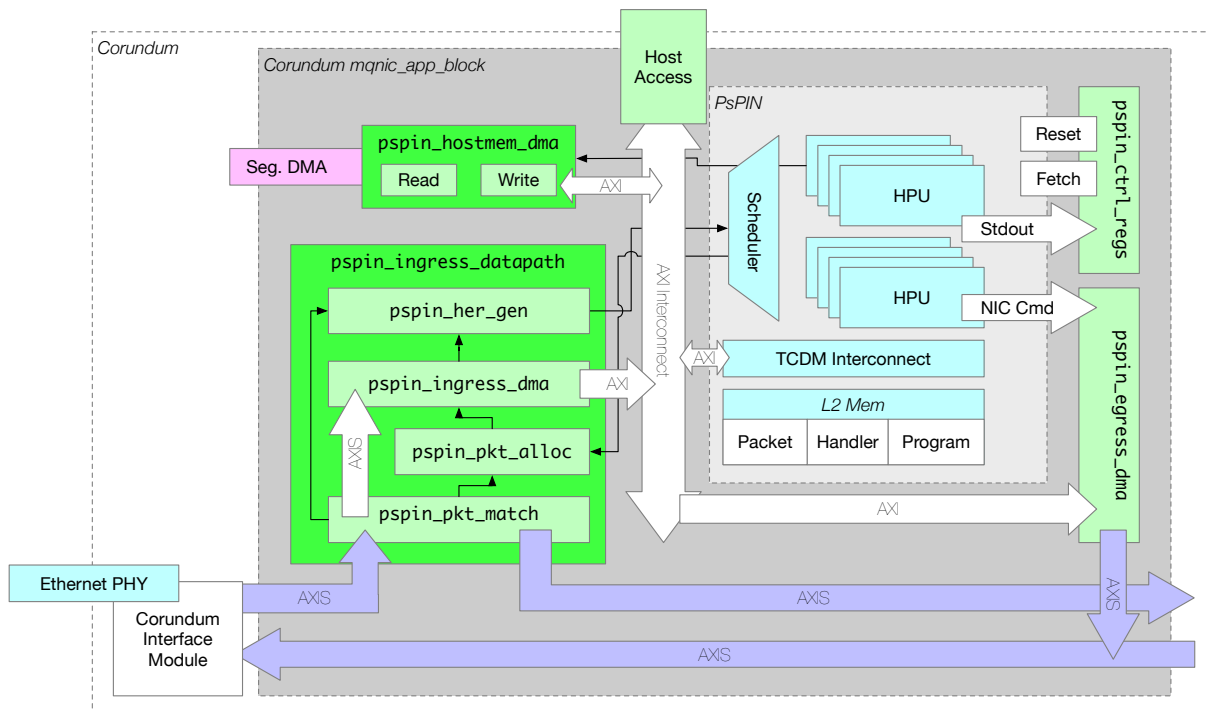 Corundum
Corundum mqnic_app_block
Host
Access
PsPIN
pspin_ctrl_regs
Reset
Fetch
Stdout
pspin_hostmem_dma
Read
Write
Seg. DMA
AXI
Scheduler
HPU
HPU
NIC Cmd
AXI Interconnect
pspin_ingress_datapath
pspin_her_gen
pspin_ingress_dma
AXI
AXIS
pspin_pkt_alloc
pspin_pkt_match
AXI
TCDM Interconnect
L2 Mem
Packet
Handler
Program
pspin_egress_dma
AXI
Ethernet PHY
Corundum
Interface
Module
AXIS
AXIS
AXIS
AXIS